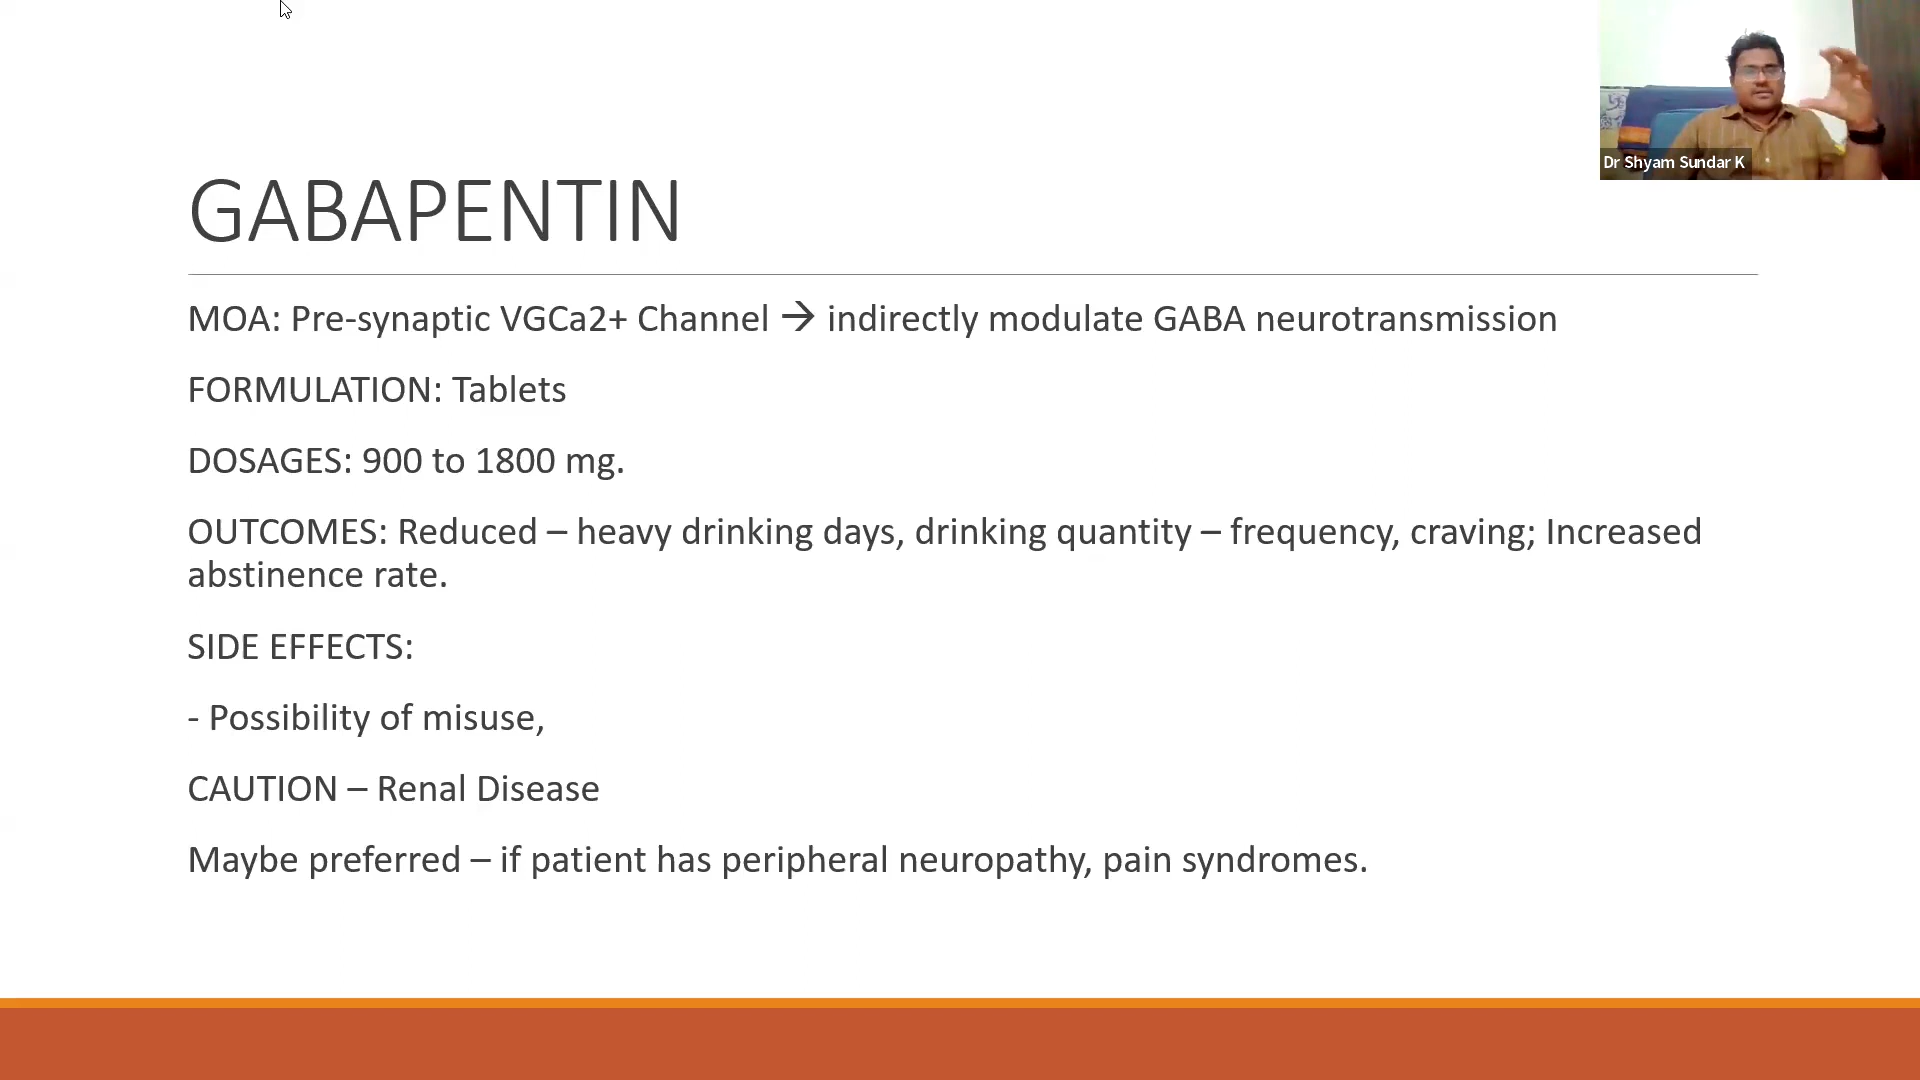 Dr Shyam Sundar K
GABAPENTIN
MOA: Pre-synaptic VGCa2+ Channel → indirectly modulate GABA neurotransmission
FORMULATION: Tablets
DOSAGES: 900 to 1800 mg.
OUTCOMES: Reduced – heavy drinking days, drinking quantity – frequency, craving; Increased
abstinence rate.
SIDE EFFECTS:
- Possibility of misuse,
CAUTION – Renal Disease
Maybe preferred – if patient has peripheral neuropathy, pain syndromes.